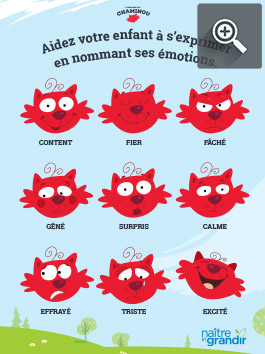 CHAMINOU
Aidez votre enfant à s'exprimer
en nommant ses émotions.
CONTENT FIER FÂCHÉ
GÊNÉ SURPRIS CALME
EFFRAYÉ TRISTE EXCITÉ
naître
et grandir